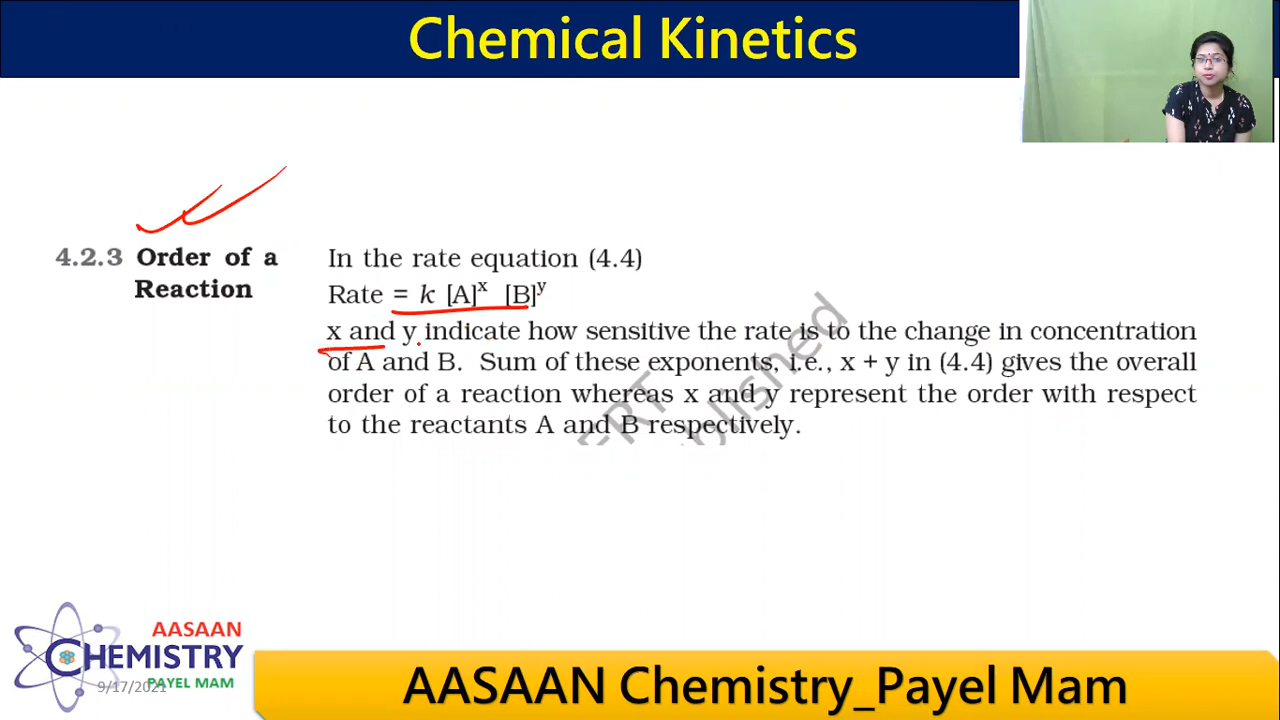 Chemical Kinetics
4.2.3 Order of a Reaction
In the rate equation (4.4)
Rate = k [A]ˣ [B]ʸ
x and y indicate how sensitive the rate is to the change in concentration
of A and B. Sum of these exponents, i.e., x + y in (4.4) gives the overall
order of a reaction whereas x and y represent the order with respect
to the reactants A and B respectively.
AASAAN
CHEMISTRY
PAYEL MAM
9/17/2021
AASAAN Chemistry_Payel Mam